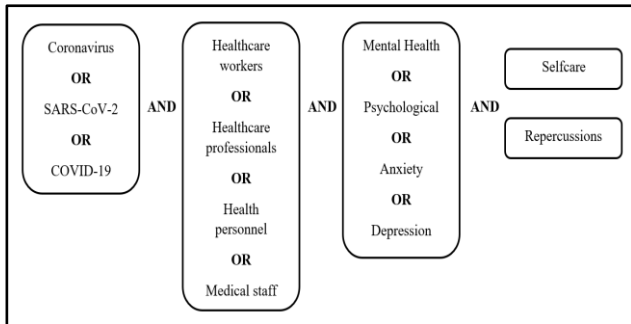 Coronavirus
OR
SARS-CoV-2
OR
COVID-19
AND
Healthcare
workers
OR
Healthcare
professionals
OR
Health
personnel
OR
Medical staff
AND
Mental Health
OR
Psychological
OR
Anxiety
OR
Depression
AND
Selfcare
Repercussions